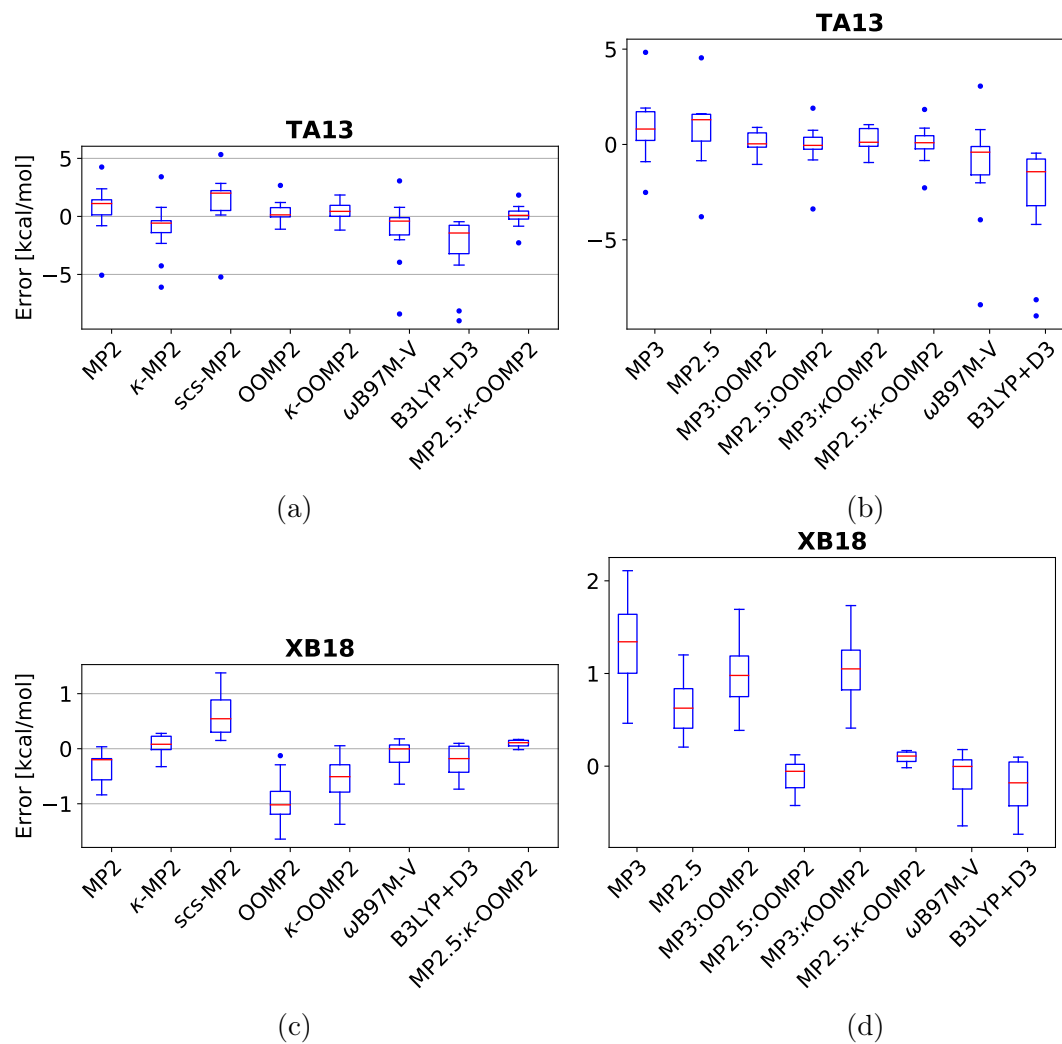 TA13
Error [kcal/mol]
5
0
−5
MP2
κ-MP2
scs-MP2
OOMP2
κ-OOMP2
ωB97M-V
B3LYP+D3
MP2.5:κ-OOMP2
(a)
TA13
5
0
−5
MP3
MP2.5
MP3:OOMP2
MP2.5:OOMP2
MP3:κOOMP2
MP2.5:κ-OOMP2
ωB97M-V
B3LYP+D3
(b)
XB18
Error [kcal/mol]
1
0
−1
MP2
κ-MP2
scs-MP2
OOMP2
κ-OOMP2
ωB97M-V
B3LYP+D3
MP2.5:κ-OOMP2
(c)
XB18
2
1
0
MP3
MP2.5
MP3:OOMP2
MP2.5:OOMP2
MP3:κOOMP2
MP2.5:κ-OOMP2
ωB97M-V
B3LYP+D3
(d)